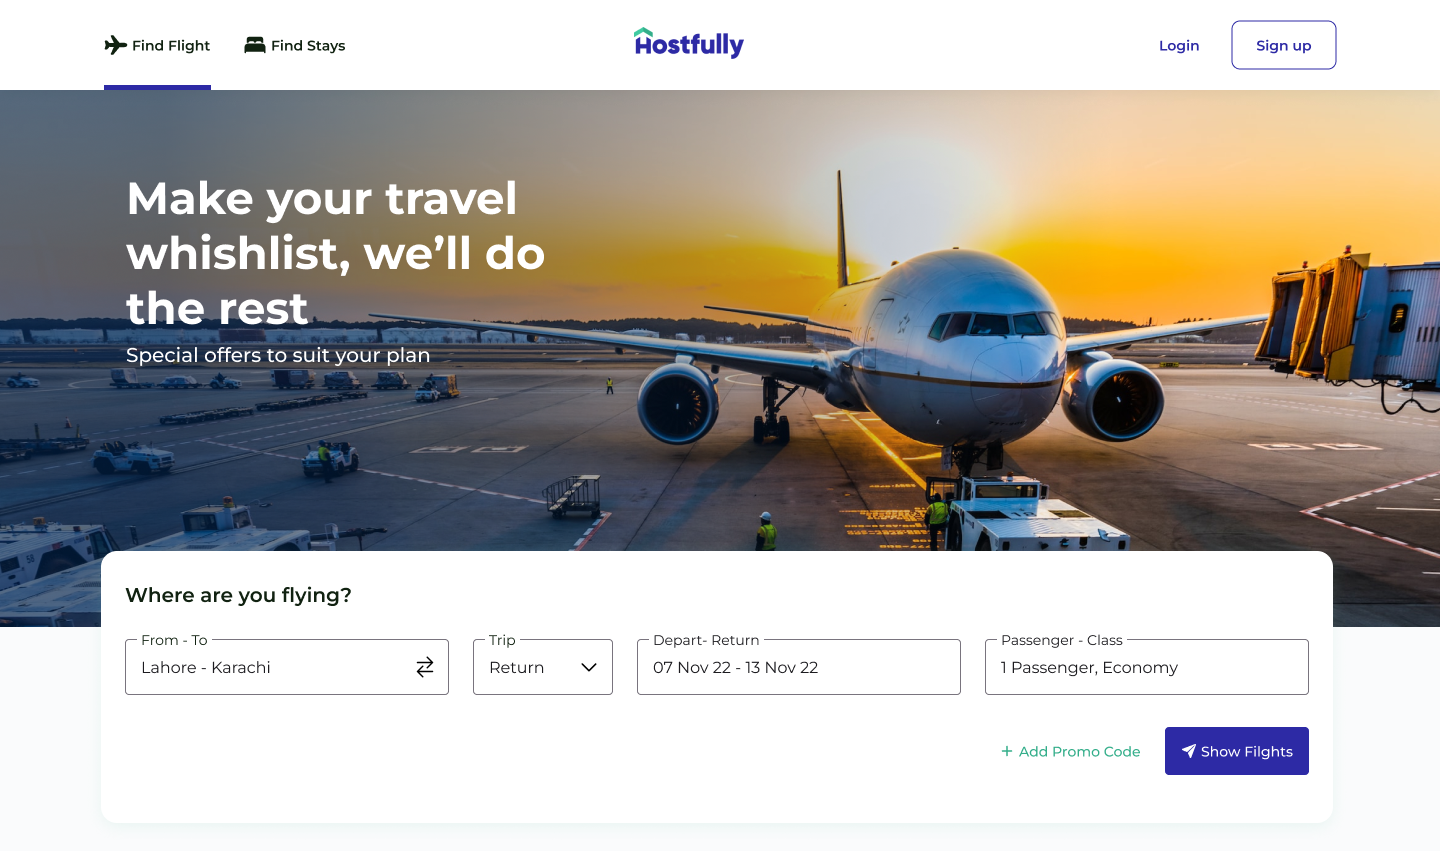 Find Flight
Find Stays
Hostfully
Login
Sign up
Make your travel
whishlist, we’ll do
the rest
Special offers to suit your plan
Where are you flying?
From - To
Lahore - Karachi
Trip
Return
Depart- Return
07 Nov 22 - 13 Nov 22
Passenger - Class
1 Passenger, Economy
+ Add Promo Code
Show Filghts